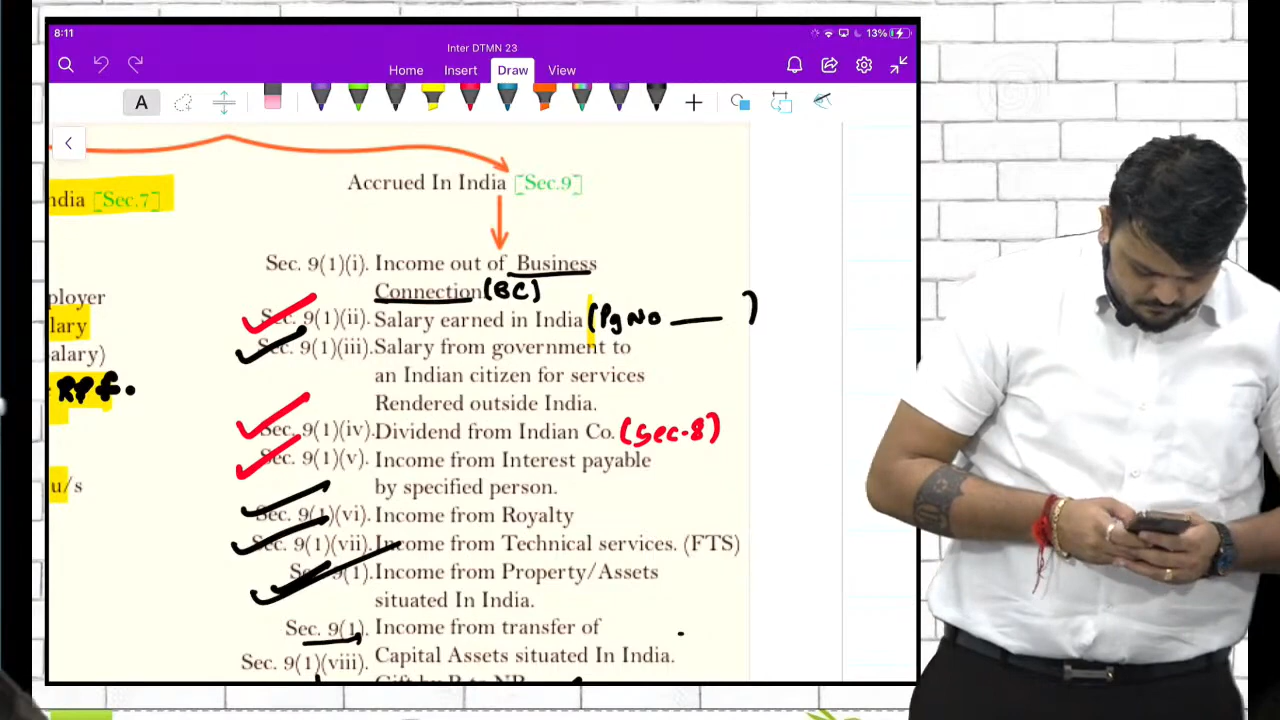 8:11
13%
Inter DTMN 23
Home Insert Draw View
A
ndia [Sec.7]
ployer
lary
alary)
RPF.
u/s
Accrued In India [Sec.9]
Sec. 9(1)(i). Income out of Business
Connection (BC)
Sec. 9(1)(ii). Salary earned in India (Pg No ___ )
Sec. 9(1)(iii). Salary from government to
an Indian citizen for services
Rendered outside India.
Sec. 9(1)(iv). Dividend from Indian Co. (Sec-8)
Sec. 9(1)(v). Income from Interest payable
by specified person.
Sec. 9(1)(vi). Income from Royalty
Sec. 9(1)(vii). Income from Technical services. (FTS)
Sec. 9(1). Income from Property/Assets
situated In India.
Sec. 9(1). Income from transfer of
Capital Assets situated In India.
Sec. 9(1)(viii). Gift by R to NR